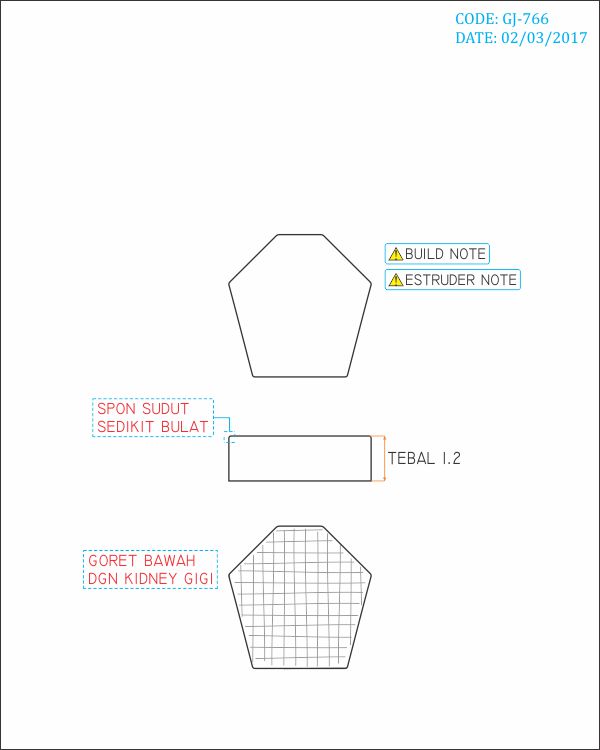 CODE: GJ-766
DATE: 02/03/2017
BUILD NOTE
ESTRUDER NOTE
SPON SUDUT
SEDIKIT BULAT
TEBAL 1.2
GORET BAWAH
DGN KIDNEY GIGI